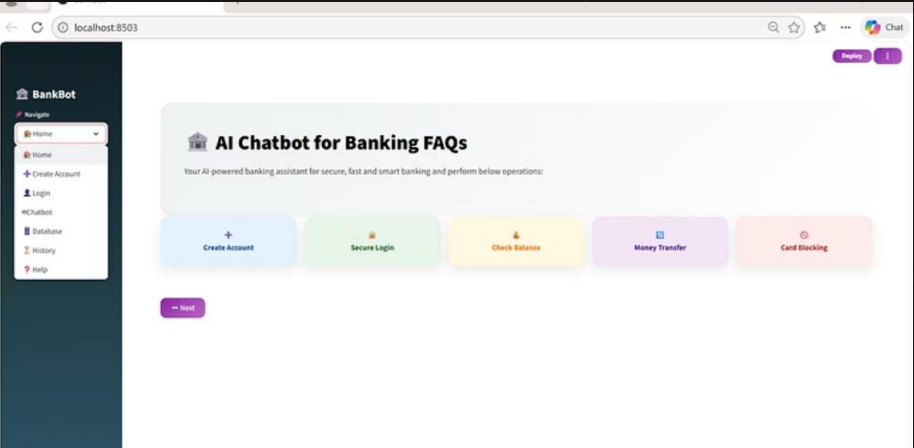 localhost:8503
Chat
Deploy
BankBot
Navigate
Home
Home
Create Account
Login
Chatbot
Database
History
Help
AI Chatbot for Banking FAQs
Your AI-powered banking assistant for secure, fast and smart banking and perform below operations:
Create Account
Secure Login
Check Balance
Money Transfer
Card Blocking
Next